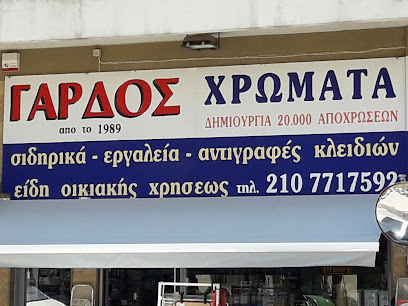 ΓΑΡΔΟΣ ΧΡΩΜΑΤΑ
απο το 1989 ΔΗΜΙΟΥΡΓΙΑ 20.000 ΑΠΟΧΡΩΣΕΩΝ
σιδηρικά - εργαλεία - αντιγραφές κλειδιών
είδη οικιακής χρησεως τηλ. 210 7717592